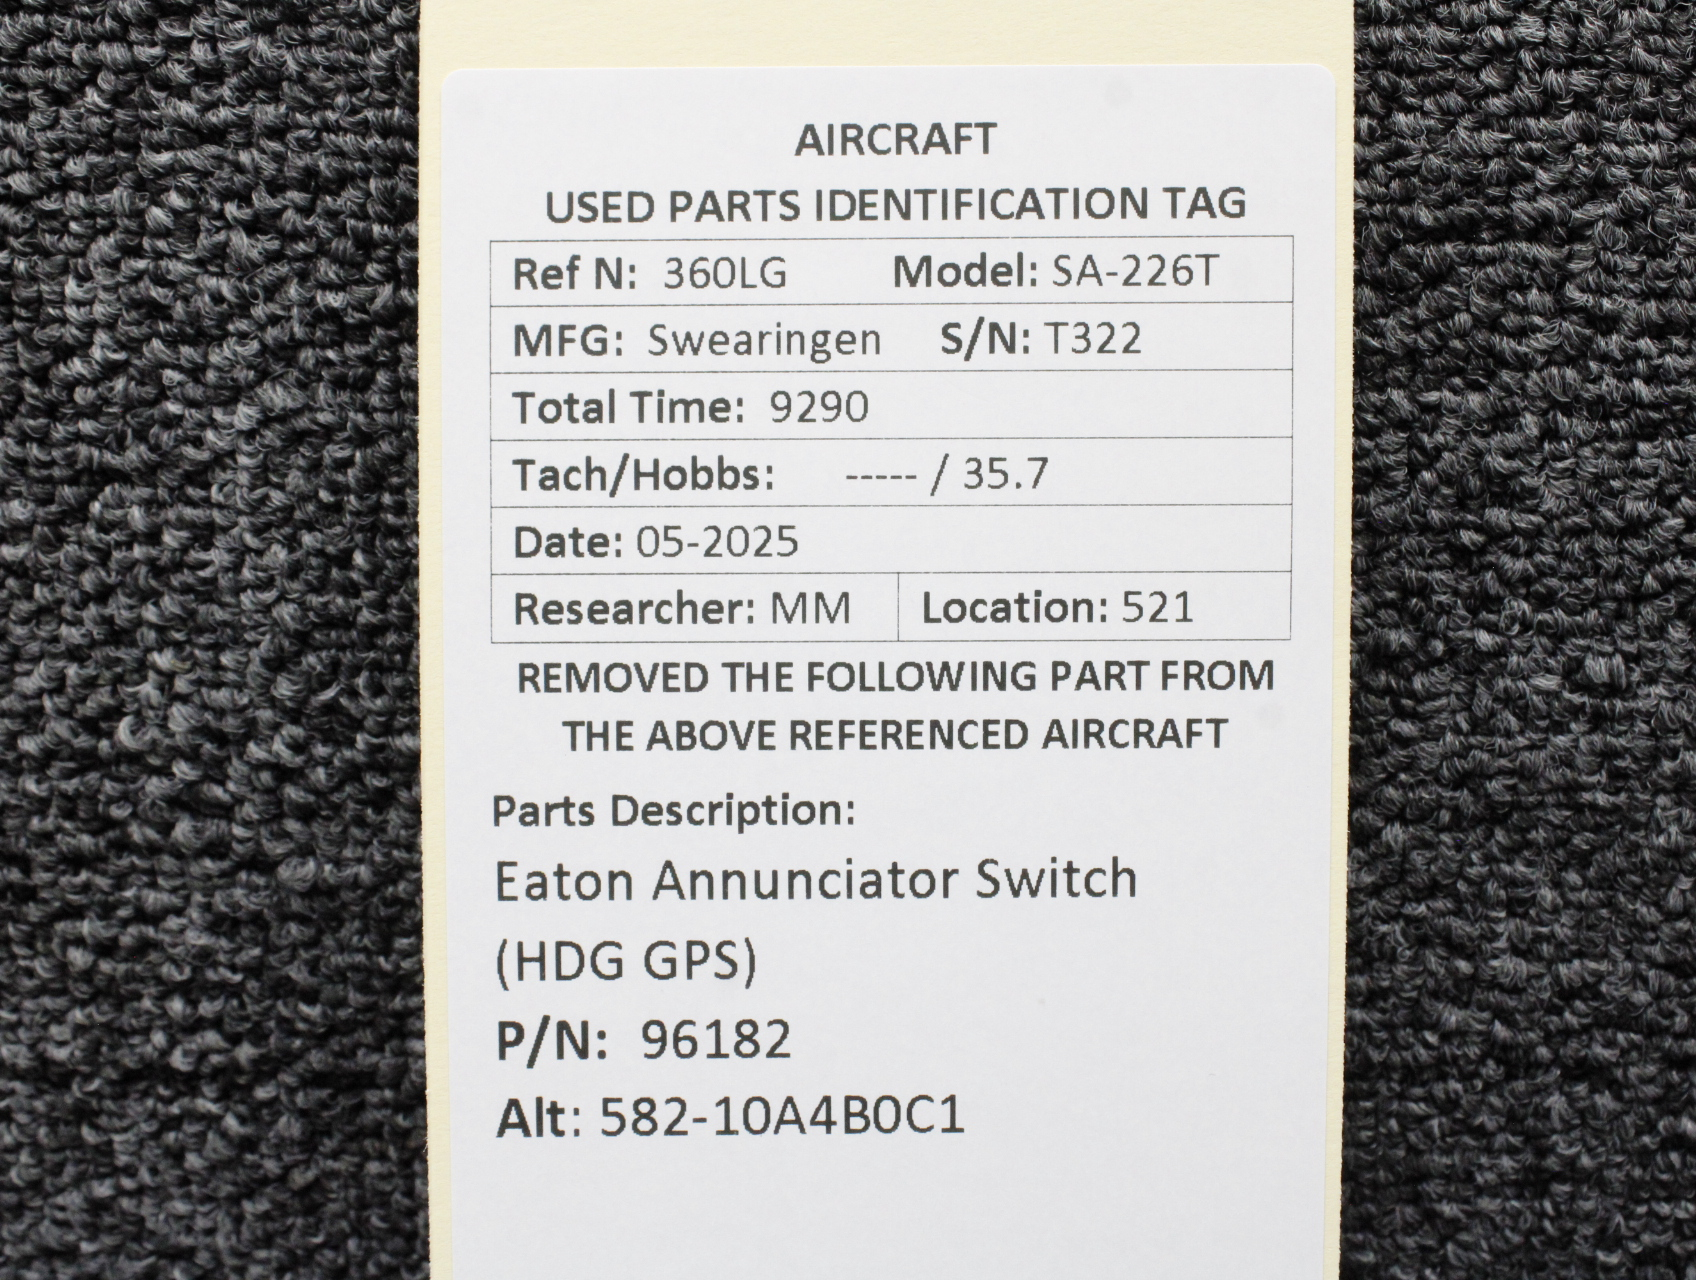 AIRCRAFT
USED PARTS IDENTIFICATION TAG
Ref N: 360LG Model: SA-226T
MFG: Swearingen S/N: T322
Total Time: 9290
Tach/Hobbs: ----- / 35.7
Date: 05-2025
Researcher: MM Location: 521
REMOVED THE FOLLOWING PART FROM
THE ABOVE REFERENCED AIRCRAFT
Parts Description:
Eaton Annunciator Switch
(HDG GPS)
P/N: 96182
Alt: 582-10A4B0C1